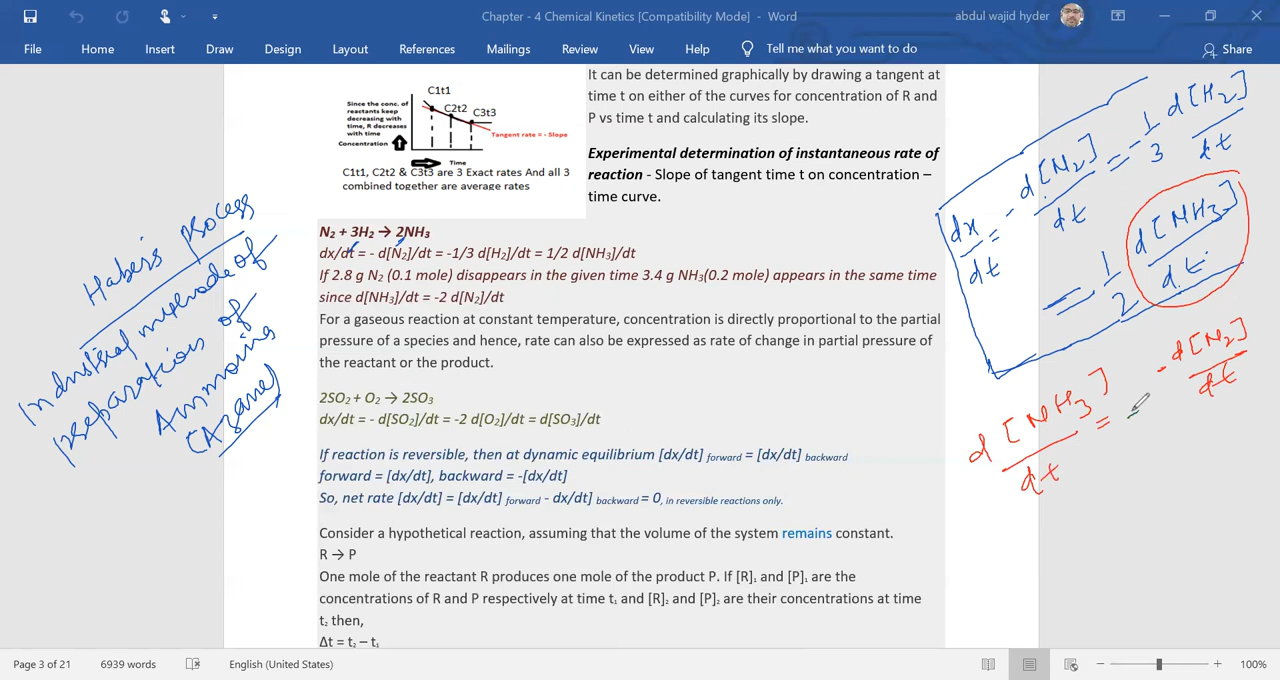 Chapter - 4 Chemical Kinetics [Compatibility Mode] - Word
abdul wajid hyder
File Home Insert Draw Design Layout References Mailings Review View Help Tell me what you want to do Share
C1t1
C2t2
C3t3
Since the conc. of
reactants keep
decreasing with
time, R decreases
with time
Concentration
Tangent rate = - Slope
Time
C1t1, C2t2 & C3t3 are 3 Exact rates And all 3
combined together are average rates
It can be determined graphically by drawing a tangent at
time t on either of the curves for concentration of R and
P vs time t and calculating its slope.
Experimental determination of instantaneous rate of
reaction - Slope of tangent time t on concentration –
time curve.
N₂ + 3H₂ → 2NH₃
dx/dt = - d[N₂]/dt = -1/3 d[H₂]/dt = 1/2 d[NH₃]/dt
If 2.8 g N₂ (0.1 mole) disappears in the given time 3.4 g NH₃(0.2 mole) appears in the same time
since d[NH₃]/dt = -2 d[N₂]/dt
For a gaseous reaction at constant temperature, concentration is directly proportional to the partial
pressure of a species and hence, rate can also be expressed as rate of change in partial pressure of
the reactant or the product.
2SO₂ + O₂ → 2SO₃
dx/dt = - d[SO₂]/dt = -2 d[O₂]/dt = d[SO₃]/dt
If reaction is reversible, then at dynamic equilibrium [dx/dt] forward = [dx/dt] backward
forward = [dx/dt], backward = -[dx/dt]
So, net rate [dx/dt] = [dx/dt] forward - dx/dt] backward = 0, in reversible reactions only.
Consider a hypothetical reaction, assuming that the volume of the system remains constant.
R → P
One mole of the reactant R produces one mole of the product P. If [R]₁ and [P]₁ are the
concentrations of R and P respectively at time t₁ and [R]₂ and [P]₂ are their concentrations at time
t₂ then,
Δt = t₂ – t₁
Haber's process
Industrial methode of
preparation of
Ammonia
(Azane)
dx/dt = - d[N₂]/dt = - 1/3 d[H₂]/dt
= 1/2 d[NH₃]/dt
d[NH₃]/dt = - d[N₂]/dt
Page 3 of 21 6939 words English (United States) 100%